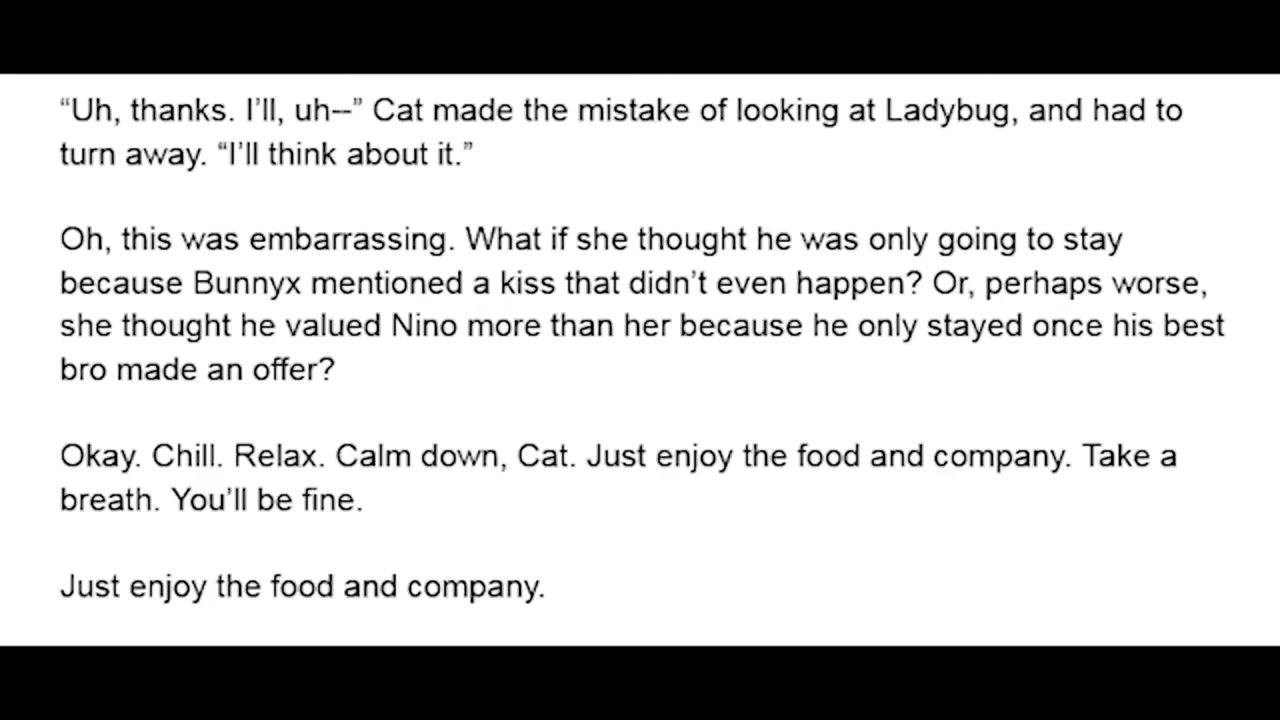 “Uh, thanks. I’ll, uh--” Cat made the mistake of looking at Ladybug, and had to
turn away. “I’ll think about it.”
Oh, this was embarrassing. What if she thought he was only going to stay
because Bunnyx mentioned a kiss that didn’t even happen? Or, perhaps worse,
she thought he valued Nino more than her because he only stayed once his best
bro made an offer?
Okay. Chill. Relax. Calm down, Cat. Just enjoy the food and company. Take a
breath. You’ll be fine.
Just enjoy the food and company.